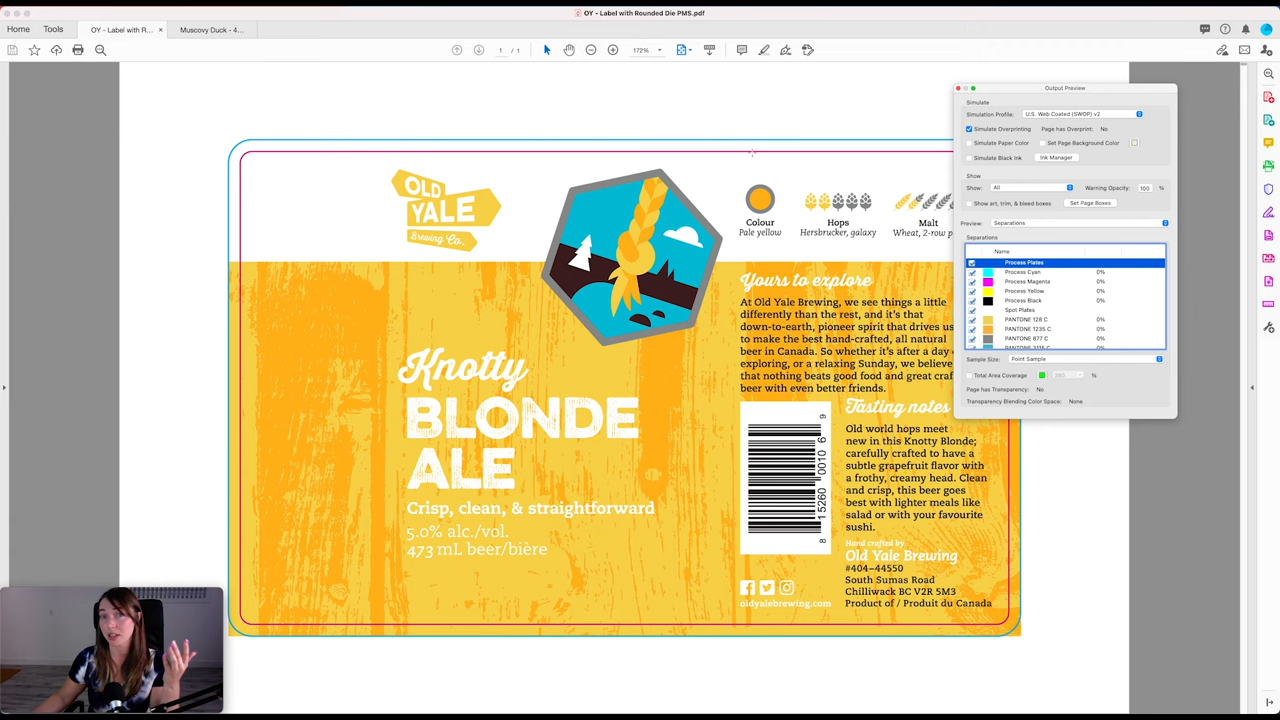 OY - Label with Rounded Die PMS.pdf
Home
Tools
OY - Label with R... ×
Muscovy Duck - 4...
1 / 1
172%
OLD
YALE
Brewing Co.
Colour
Pale yellow
Hops
Hersbrucker, galaxy
Malt
Wheat, 2-row p
Knotty
BLONDE
ALE
Crisp, clean, & straightforward
5.0% alc./vol.
473 mL beer/bière
Yours to explore
At Old Yale Brewing, we see things a little
differently than the rest, and it's that
down-to-earth, pioneer spirit that drives us
to make the best hand-crafted, all natural
beer in Canada. So whether it's after a day o
exploring, or a relaxing Sunday, we believe
that nothing beats good food and great craf
beer with even better friends.
8 15260 0010 6 9
Tasting notes
Old world hops meet
new in this Knotty Blonde;
carefully crafted to have a
subtle grapefruit flavor with
a frothy, creamy head. Clean
and crisp, this beer goes
best with lighter meals like
salad or with your favourite
sushi.
Hand crafted by
Old Yale Brewing
#404–44550
South Sumas Road
Chilliwack BC V2R 5M3
Product of / Produit du Canada
oldyalebrewing.com
Output Preview
Simulate
Simulation Profile: U.S. Web Coated (SWOP) v2
Simulate Overprinting Page has Overprint: No
Simulate Paper Color Set Page Background Color
Simulate Black Ink Ink Manager
Show
Show: All Warning Opacity: 100 %
Show art, trim, & bleed boxes Set Page Boxes
Preview: Separations
Separations
Name
Process Plates
Process Cyan 0%
Process Magenta 0%
Process Yellow 0%
Process Black 0%
Spot Plates
PANTONE 128 C 0%
PANTONE 1235 C 0%
PANTONE 877 C 0%
PANTONE 3115 C 0%
Sample Size: Point Sample
Total Area Coverage 280 %
Page has Transparency: No
Transparency Blending Color Space: None